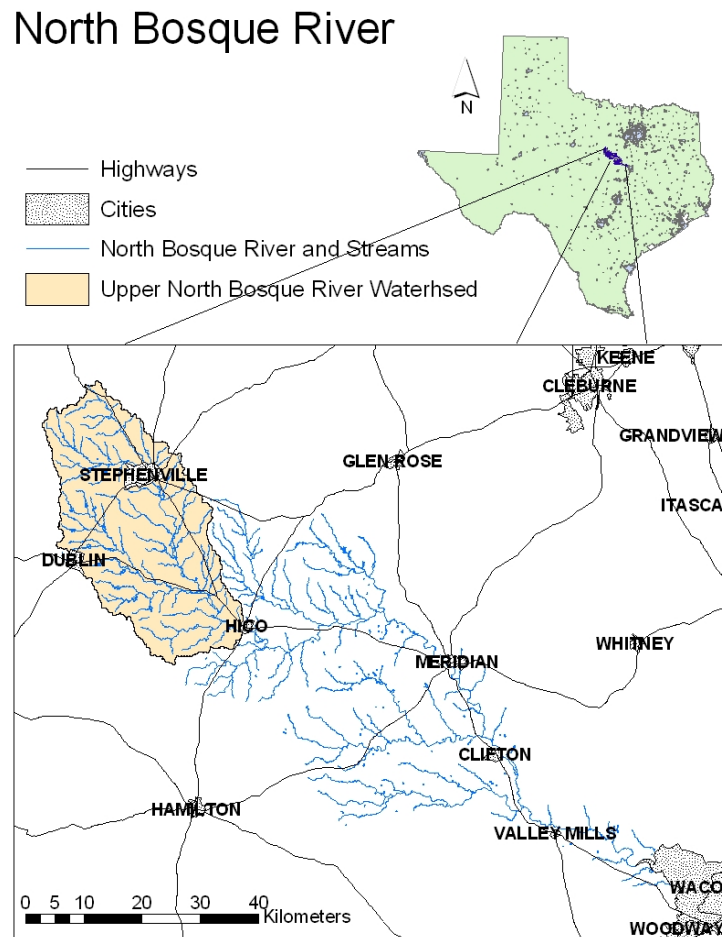 North Bosque River
N
Highways
Cities
North Bosque River and Streams
Upper North Bosque River Waterhsed
KEENE
CLEBURNE
GRANDVIEW
GLEN ROSE
STEPHENVILLE
ITASCA
DUBLIN
HICO
WHITNEY
MERIDIAN
CLIFTON
HAMILTON
VALLEY MILLS
WACO
0 5 10 20 30 40 Kilometers
WOODWAY